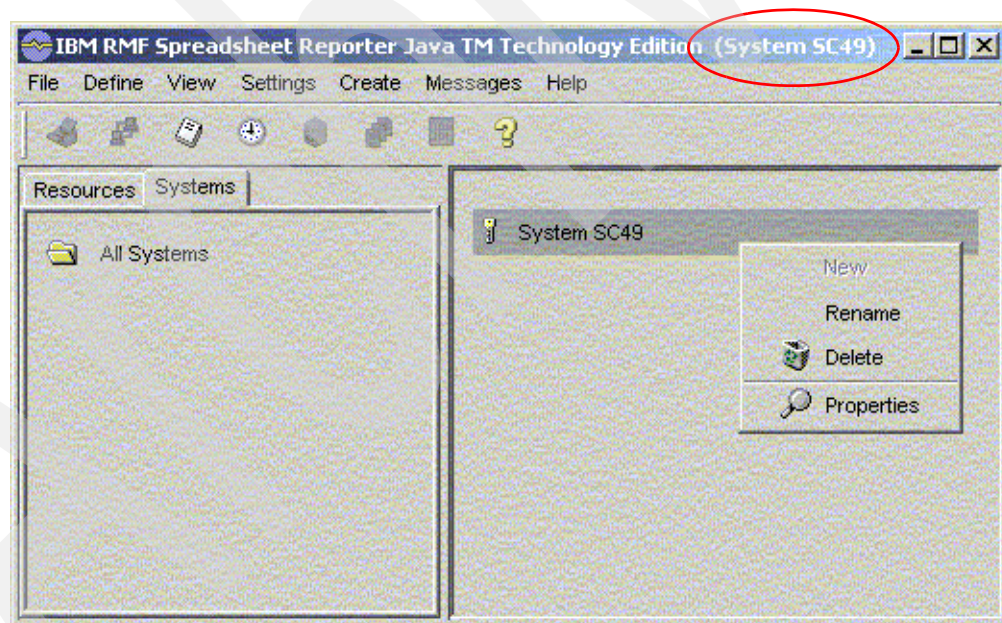 IBM RMF Spreadsheet Reporter Java TM Technology Edition (System SC49)
File Define View Settings Create Messages Help
Resources Systems
All Systems
System SC49
New
Rename
Delete
Properties